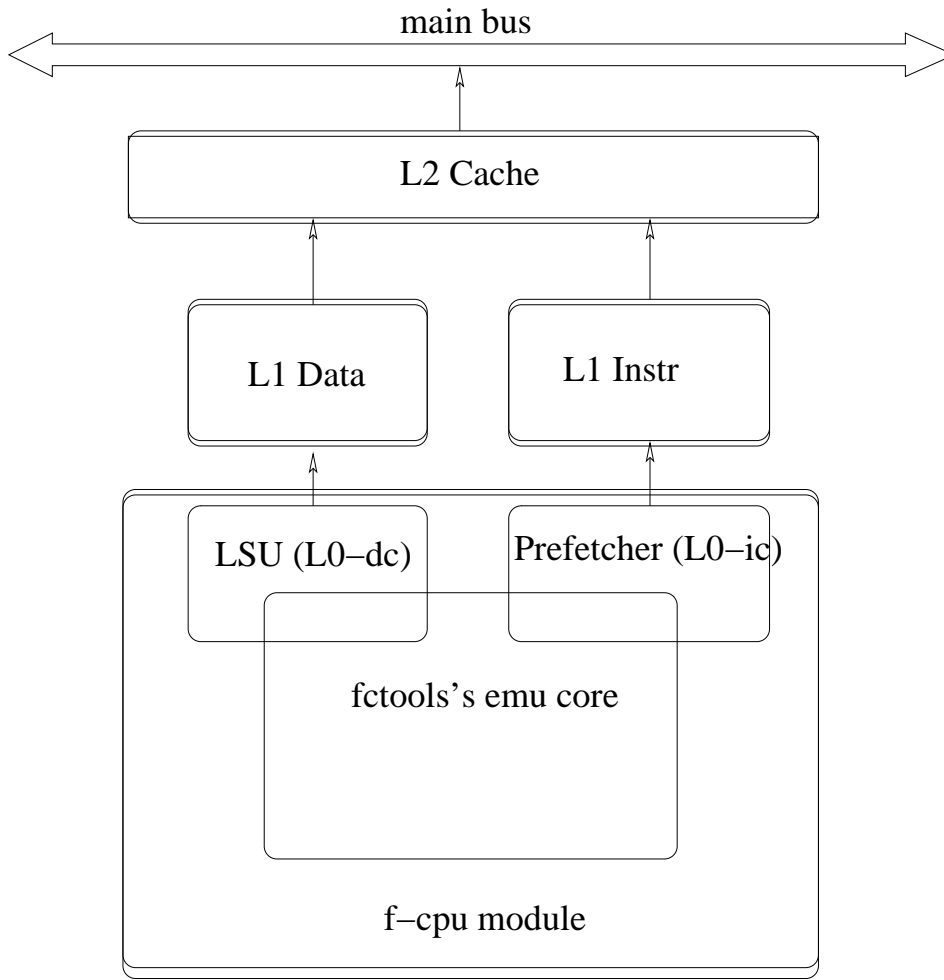 main bus
L2 Cache
L1 Data
L1 Instr
LSU (L0−dc)
Prefetcher (L0−ic)
fctools's emu core
f−cpu module